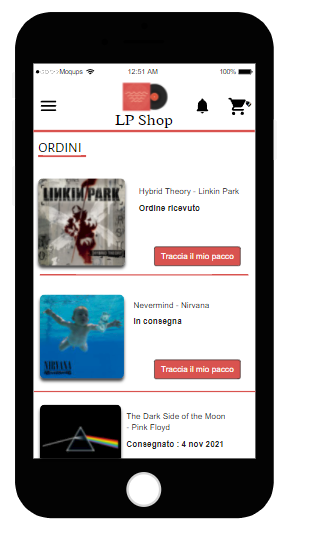 Moqups 12:51 AM 100%
LP Shop
ORDINI
LINKIN PARK
Hybrid Theory - Linkin Park
Ordine ricevuto
Traccia il mio pacco
Nevermind - Nirvana
In consegna
NIRVANA
Traccia il mio pacco
The Dark Side of the Moon
- Pink Floyd
Consegnato : 4 nov 2021